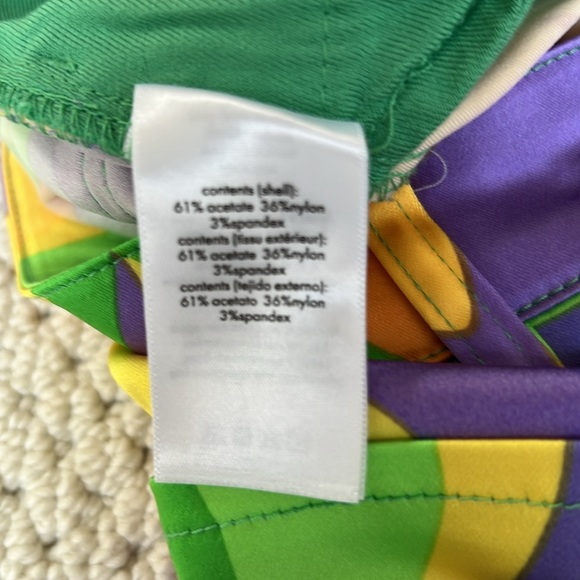 contents (shell):
61% acetate 36%nylon
3%spandex
contents (tissu extérieur):
61% acétate 36%nylon
3%spandex
contents (tejido externo):
61% acetato 36%nylon
3%spandex